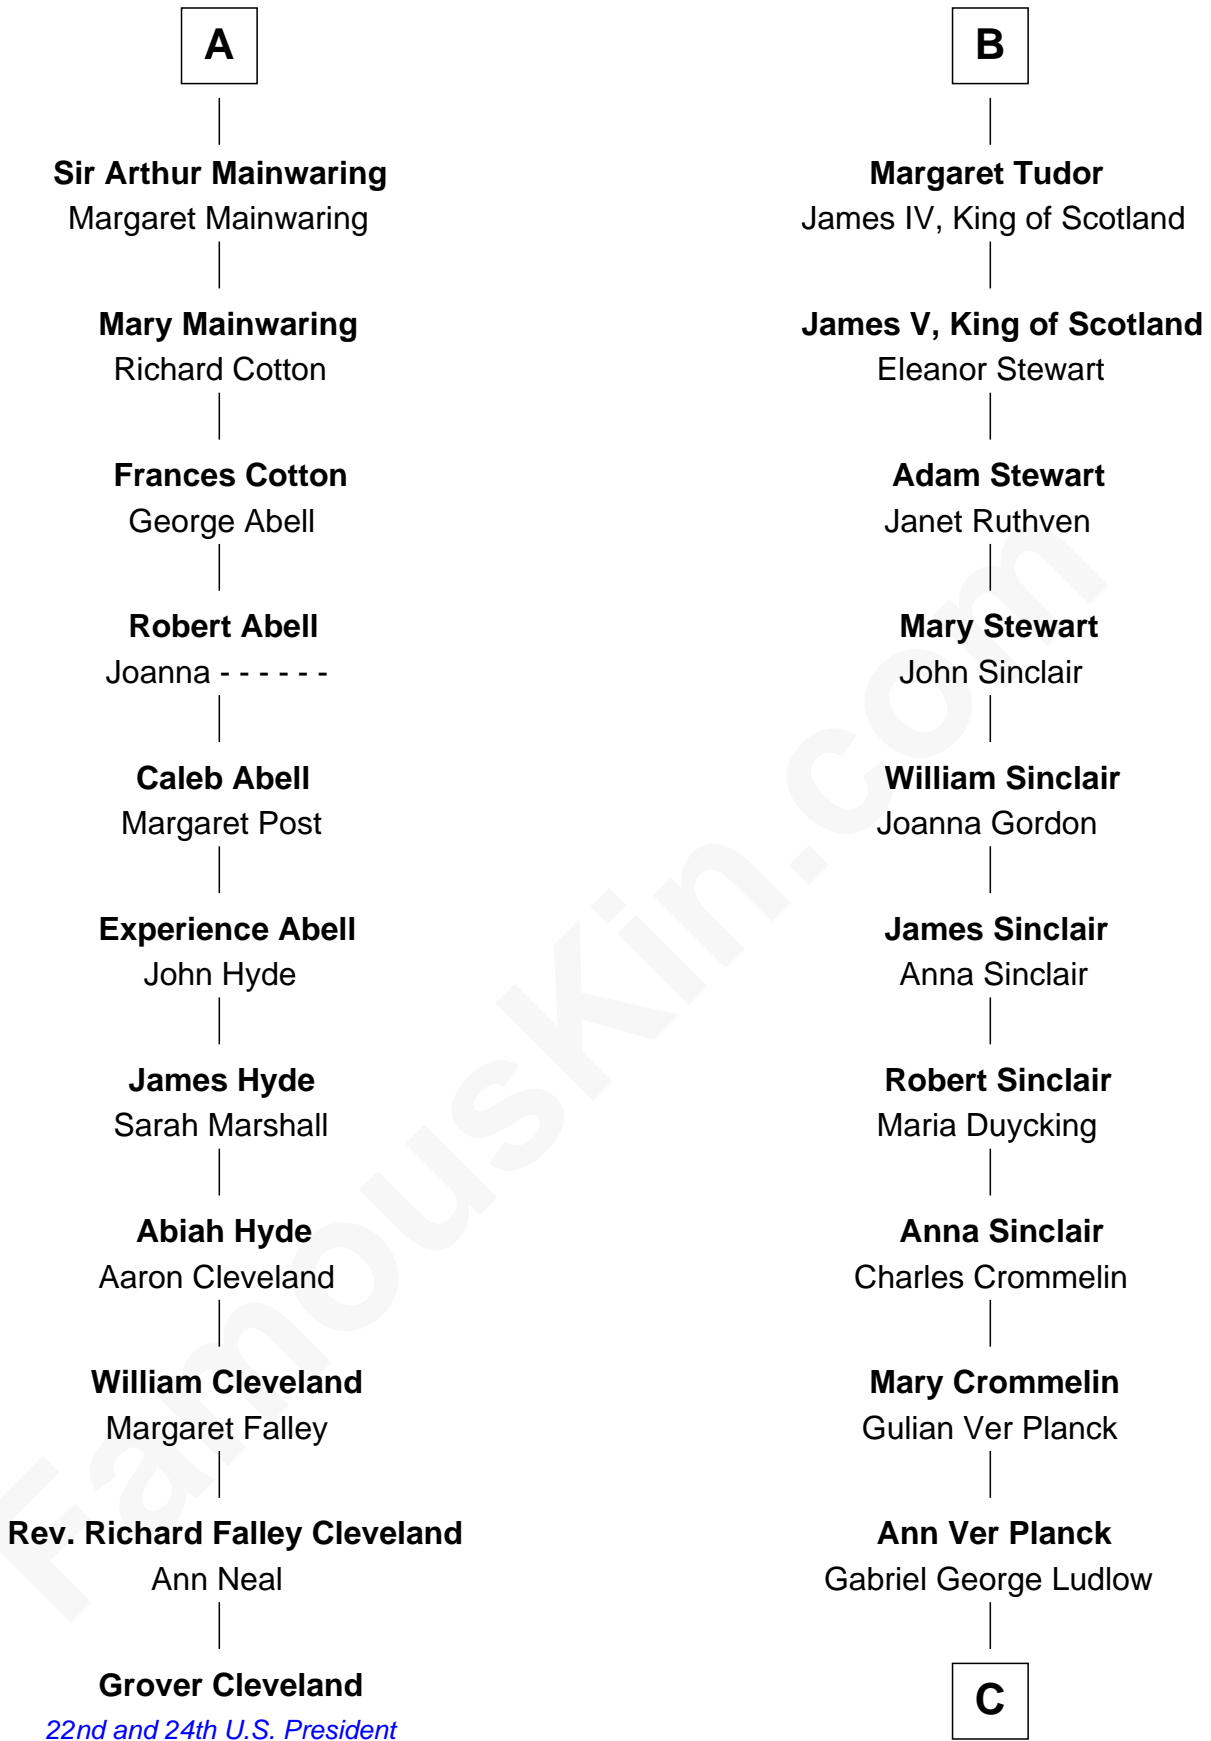 A
Sir Arthur Mainwaring
Margaret Mainwaring
Mary Mainwaring
Richard Cotton
Frances Cotton
George Abell
Robert Abell
Joanna - - - - - -
Caleb Abell
Margaret Post
Experience Abell
John Hyde
James Hyde
Sarah Marshall
Abiah Hyde
Aaron Cleveland
William Cleveland
Margaret Falley
Rev. Richard Falley Cleveland
Ann Neal
Grover Cleveland
22nd and 24th U.S. President
B
Margaret Tudor
James IV, King of Scotland
James V, King of Scotland
Eleanor Stewart
Adam Stewart
Janet Ruthven
Mary Stewart
John Sinclair
William Sinclair
Joanna Gordon
James Sinclair
Anna Sinclair
Robert Sinclair
Maria Duycking
Anna Sinclair
Charles Crommelin
Mary Crommelin
Gulian Ver Planck
Ann Ver Planck
Gabriel George Ludlow
C
FamousKin.com